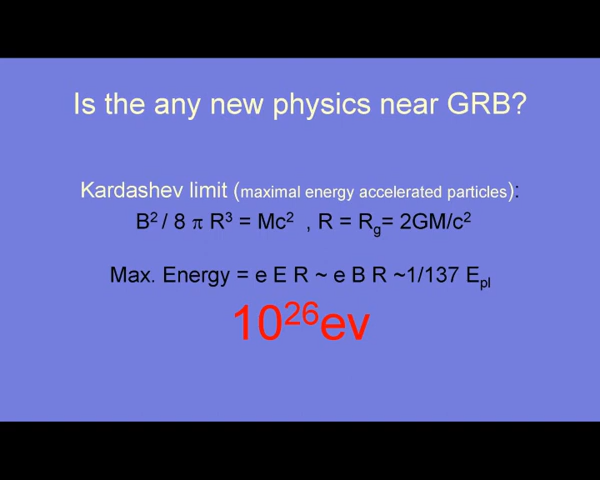 Is the any new physics near GRB?
Kardashev limit (maximal energy accelerated particles):
B² / 8 π R³ = Mc² , R = Rg= 2GM/c²
Max. Energy = e E R ~ e B R ~1/137 Epl
10²⁶ev